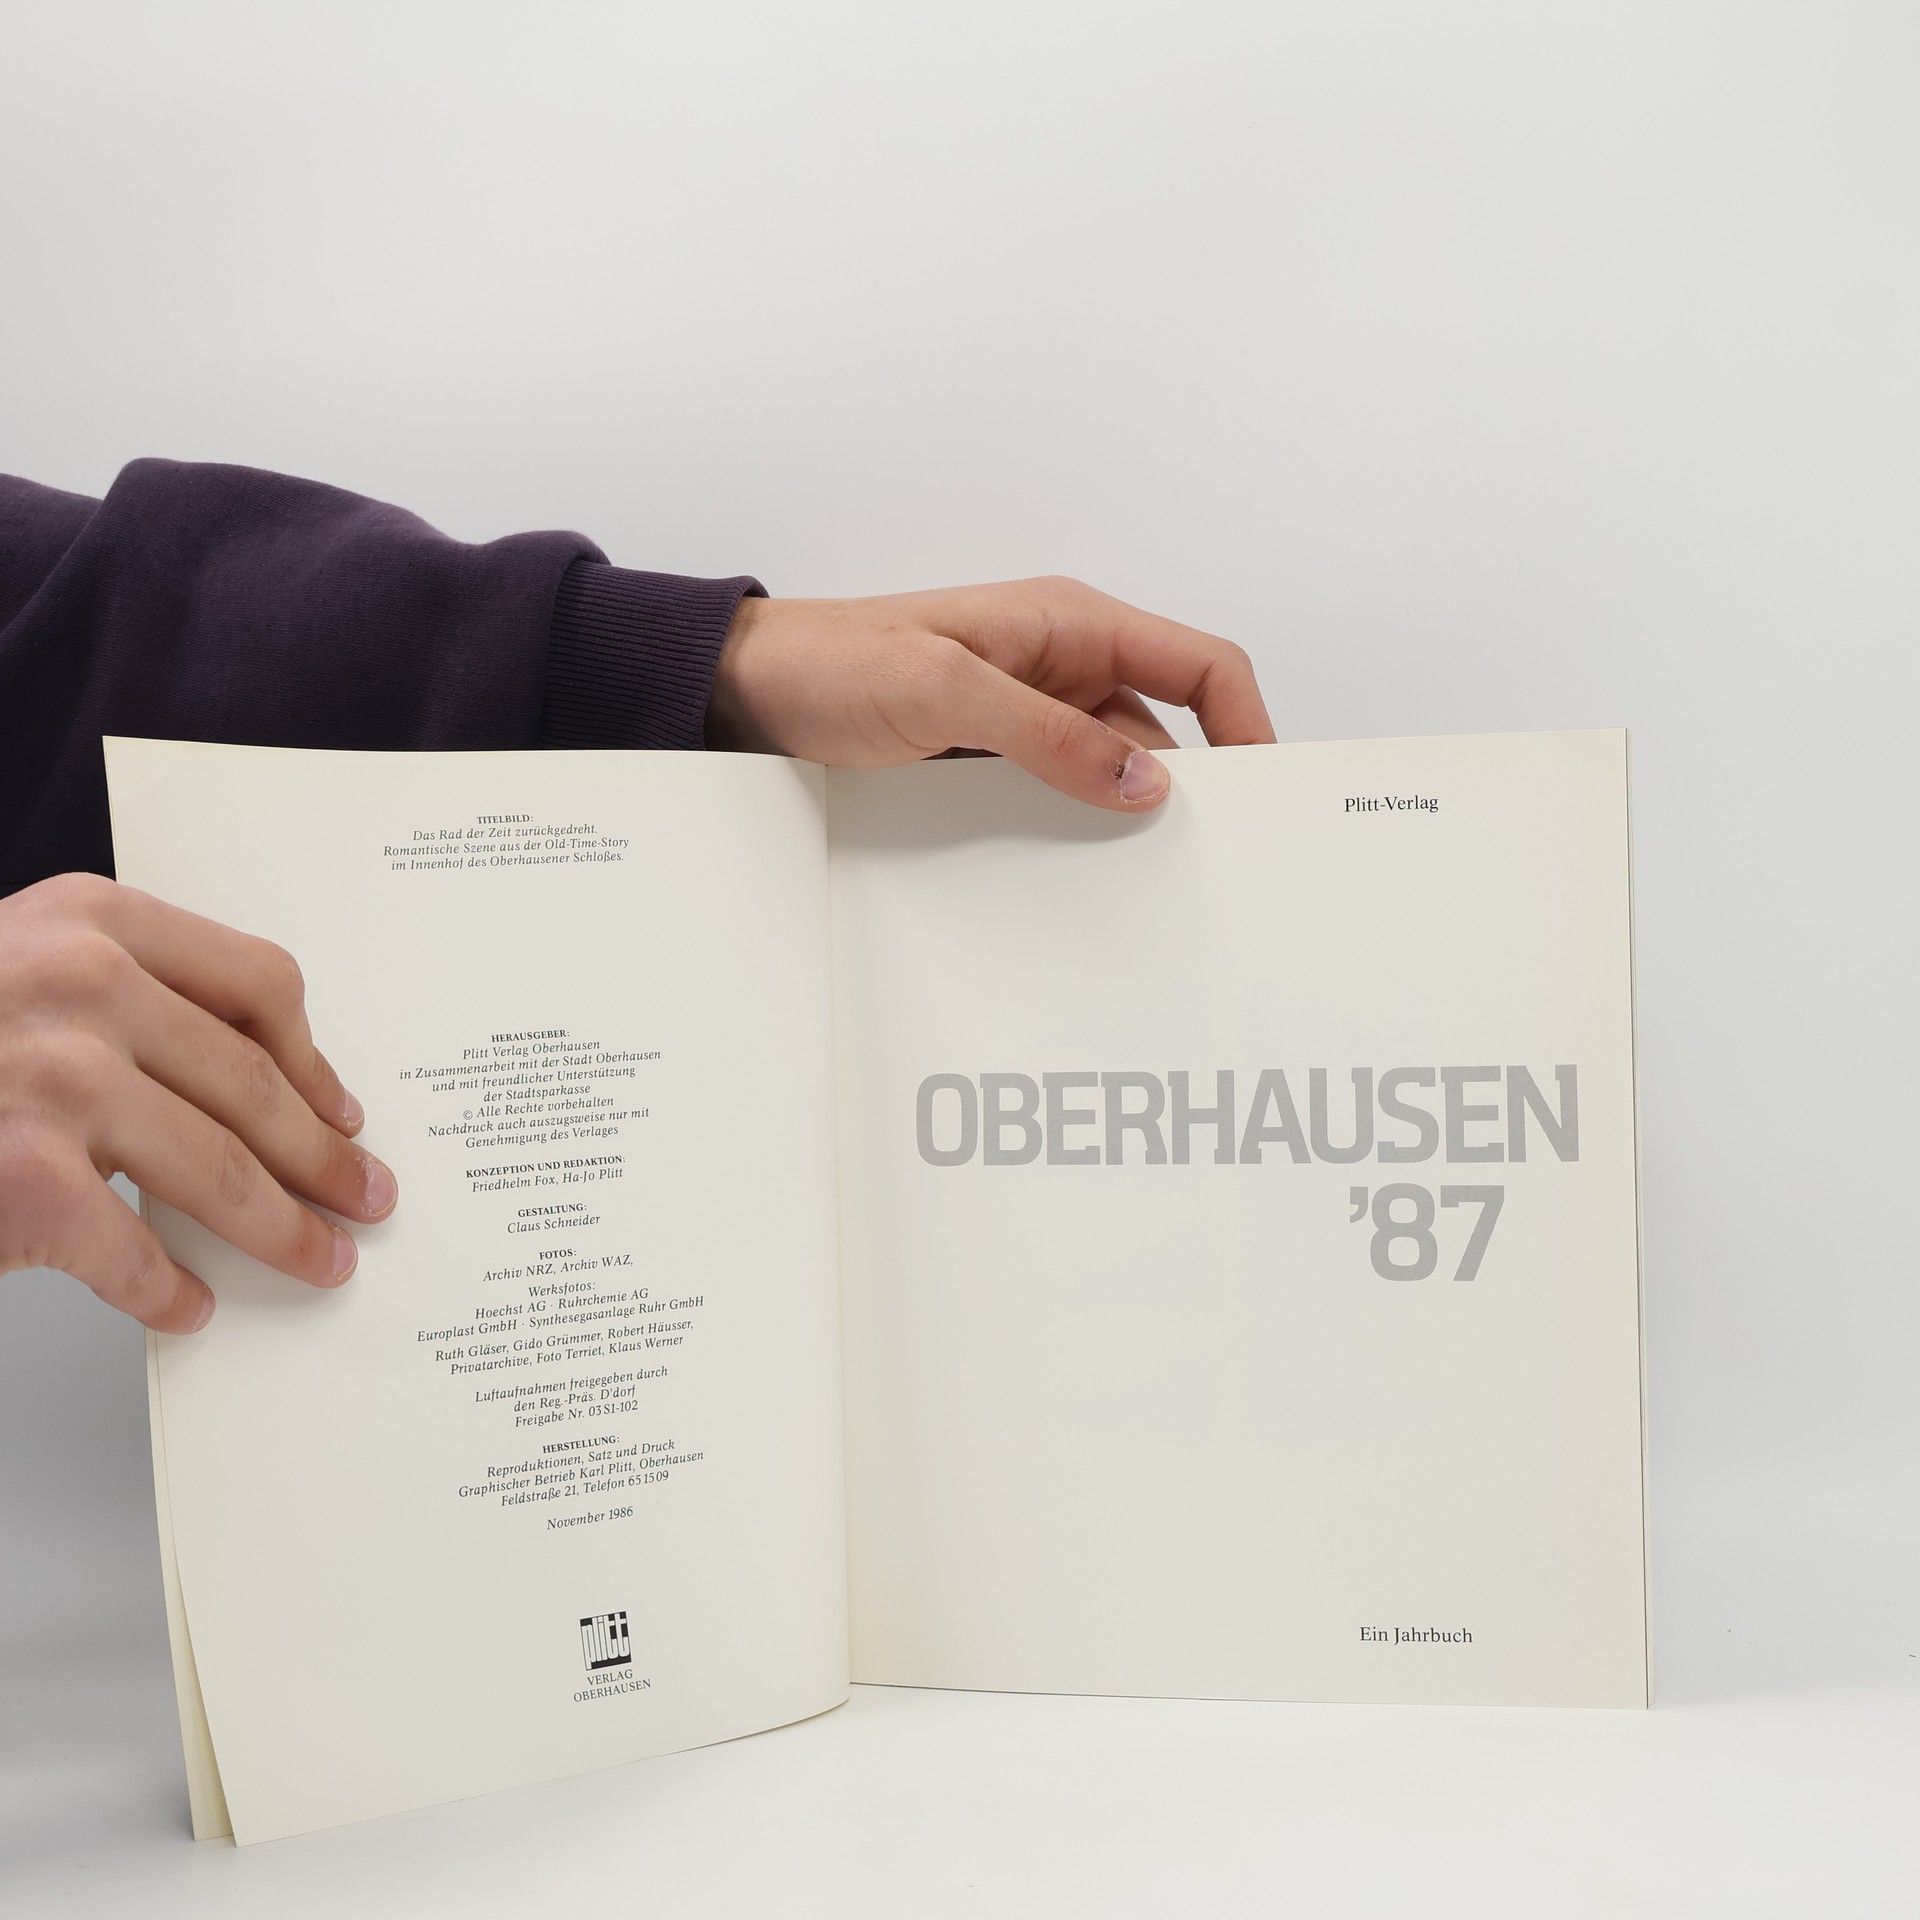 TITELBILD:
Das Rad der Zeit zurückgedreht.
Romantische Szene aus der Old-Time-Story
im Innenhof des Oberhausener Schloßes.
HERAUSGEBER:
Plitt Verlag Oberhausen
in Zusammenarbeit mit der Stadt Oberhausen
und mit freundlicher Unterstützung
der Stadtsparkasse
© Alle Rechte vorbehalten
Nachdruck auch auszugsweise nur mit
Genehmigung des Verlages
KONZEPTION UND REDAKTION:
Friedhelm Fox, Ha-Jo Plitt
GESTALTUNG:
Claus Schneider
FOTOS:
Archiv NRZ, Archiv WAZ,
Werksfotos:
Hoechst AG · Ruhrchemie AG
Europlast GmbH · Synthesegasanlage Ruhr GmbH
Ruth Gläser, Gido Grümmer, Robert Häusser,
Privatarchive, Foto Terriet, Klaus Werner
Luftaufnahmen freigegeben durch
den Reg.-Präs. D'dorf
Freigabe Nr. 03 S1-102
HERSTELLUNG:
Reproduktionen, Satz und Druck
Graphischer Betrieb Karl Plitt, Oberhausen
Feldstraße 21, Telefon 65 15 09
November 1986
plitt
VERLAG
OBERHAUSEN
Plitt-Verlag
OBERHAUSEN
'87
Ein Jahrbuch